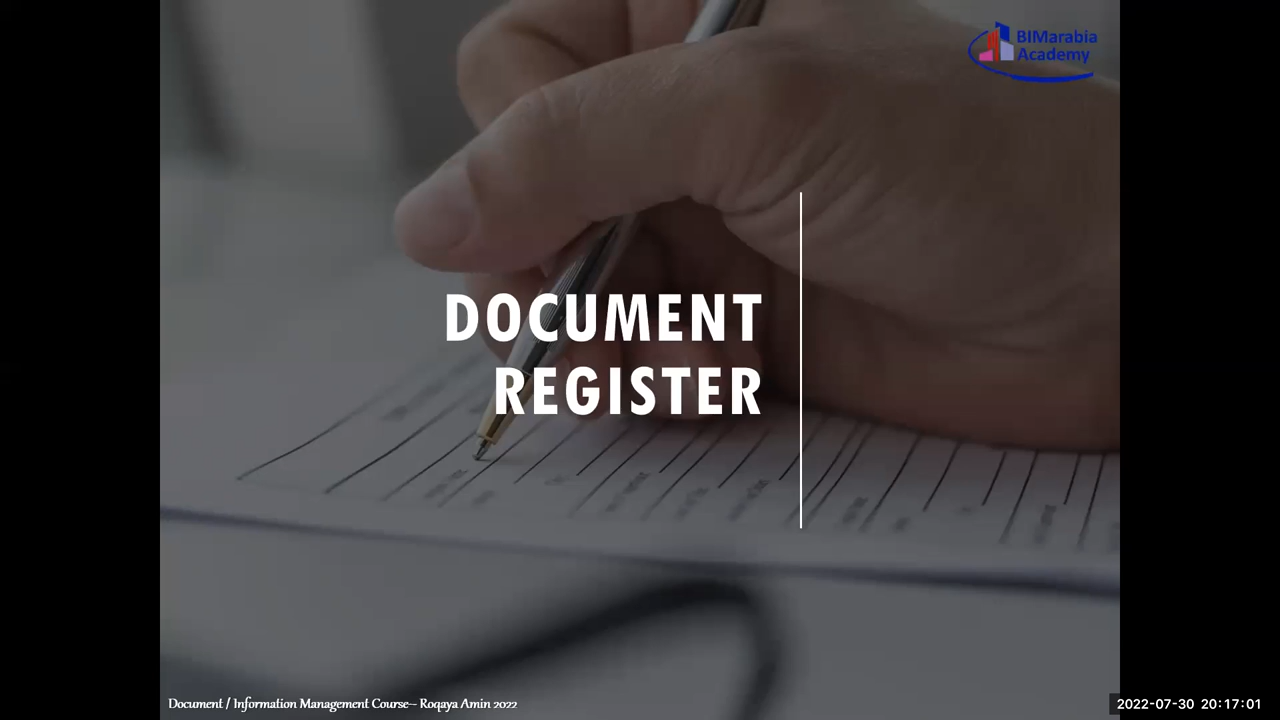 BIMarabia
Academy
DOCUMENT
REGISTER
Document / Information Management Course– Roqaya Amin 2022
2022-07-30 20:17:01